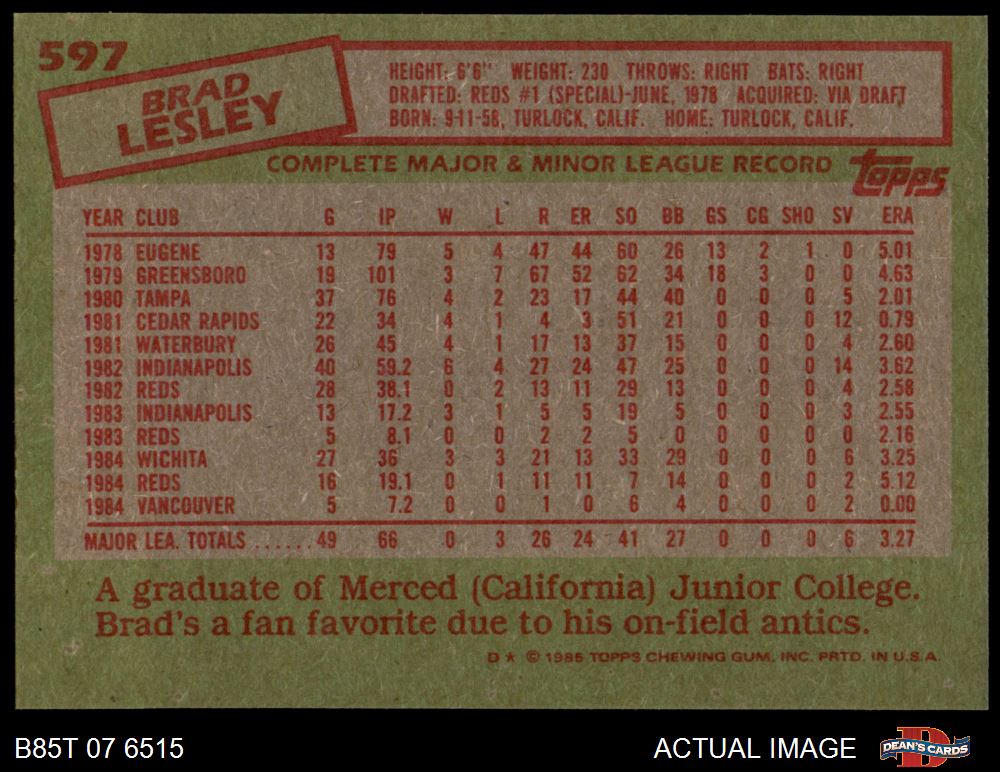 597
BRAD
LESLEY
HEIGHT: 6'6" WEIGHT: 230 THROWS: RIGHT BATS: RIGHT
DRAFTED: REDS #1 (SPECIAL)-JUNE, 1978 ACQUIRED: VIA DRAFT
BORN: 9-11-58, TURLOCK, CALIF. HOME: TURLOCK, CALIF.
COMPLETE MAJOR & MINOR LEAGUE RECORD
topps
YEAR CLUB G IP W L R ER SO BB GS CG SHO SV ERA
1978 EUGENE 13 79 5 4 47 44 60 26 13 2 1 0 5.01
1979 GREENSBORO 19 101 3 7 67 52 62 34 18 3 0 0 4.63
1980 TAMPA 37 76 4 2 23 17 44 40 0 0 0 5 2.01
1981 CEDAR RAPIDS 22 34 4 1 4 3 51 21 0 0 0 12 0.79
1981 WATERBURY 26 45 4 1 17 13 37 15 0 0 0 4 2.60
1982 INDIANAPOLIS 40 59.2 6 4 27 24 47 25 0 0 0 14 3.62
1982 REDS 28 38.1 0 2 13 11 29 13 0 0 0 4 2.58
1983 INDIANAPOLIS 13 17.2 3 1 5 5 19 5 0 0 0 3 2.55
1983 REDS 5 8.1 0 0 2 2 5 0 0 0 0 0 2.16
1984 WICHITA 27 36 3 3 21 13 33 29 0 0 0 6 3.25
1984 REDS 16 19.1 0 1 11 11 7 14 0 0 0 2 5.12
1984 VANCOUVER 5 7.2 0 0 1 0 6 4 0 0 0 2 0.00
MAJOR LEA. TOTALS ......49 66 0 3 26 24 41 27 0 0 0 6 3.27
A graduate of Merced (California) Junior College.
Brad's a fan favorite due to his on-field antics.
D ★ © 1985 TOPPS CHEWING GUM, INC. PRTD. IN U.S.A.
B85T 07 6515
ACTUAL IMAGE
D
DEAN'S CARDS